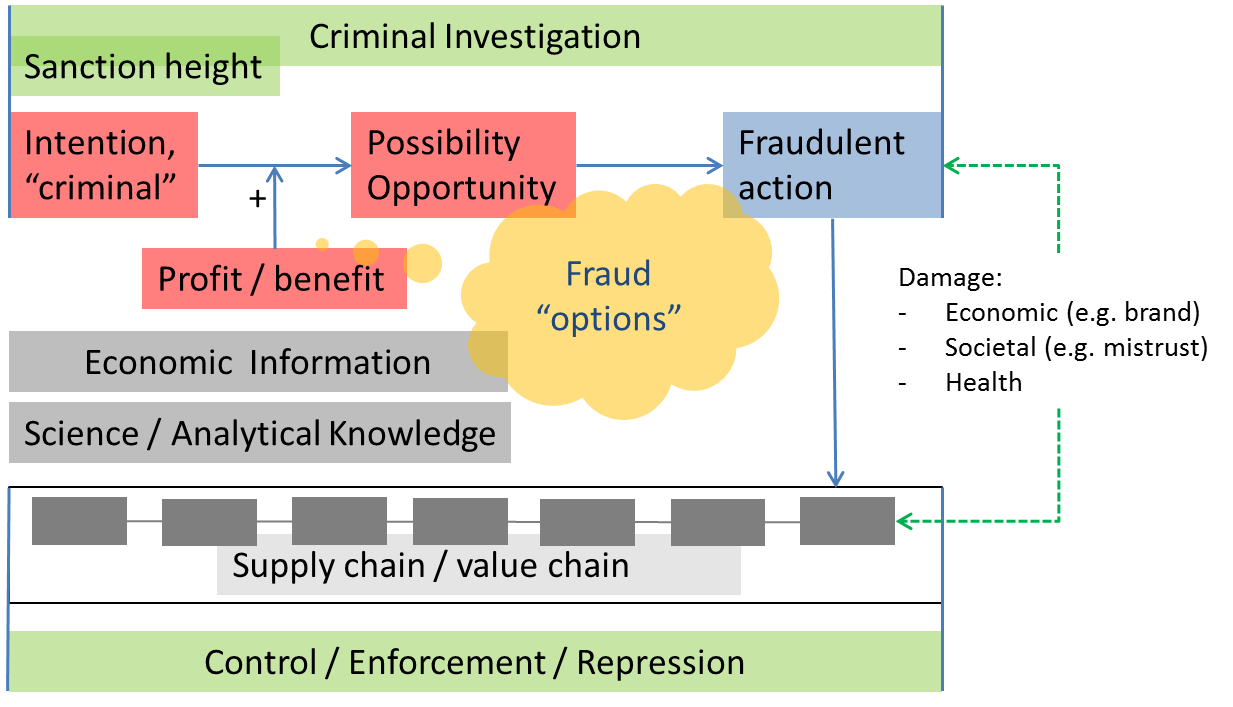 Criminal Investigation
Sanction height
Intention,
“criminal”
Possibility
Opportunity
Fraudulent
action
+
Profit / benefit
Fraud
“options”
Damage:
- Economic (e.g. brand)
- Societal (e.g. mistrust)
- Health
Economic Information
Science / Analytical Knowledge
Supply chain / value chain
Control / Enforcement / Repression